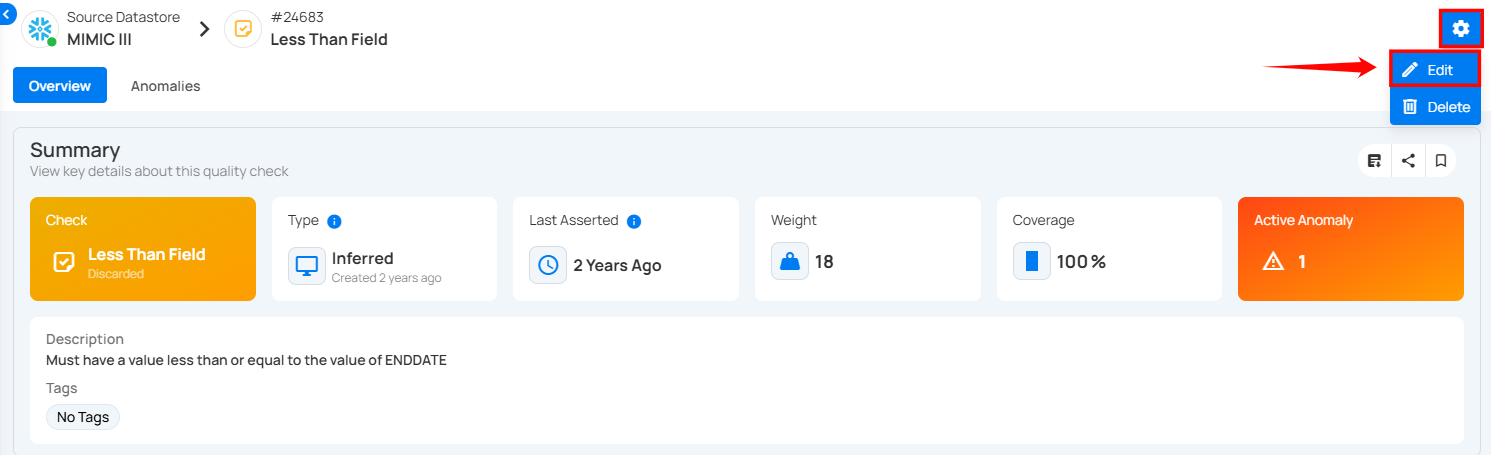 Source Datastore
MIMIC III
#24683
Less Than Field
Edit
Delete
Overview
Anomalies
Summary
View key details about this quality check
Check
Less Than Field
Discarded
Type
Inferred
Created 2 years ago
Last Asserted
2 Years Ago
Weight
18
Coverage
100 %
Active Anomaly
1
Description
Must have a value less than or equal to the value of ENDDATE
Tags
No Tags